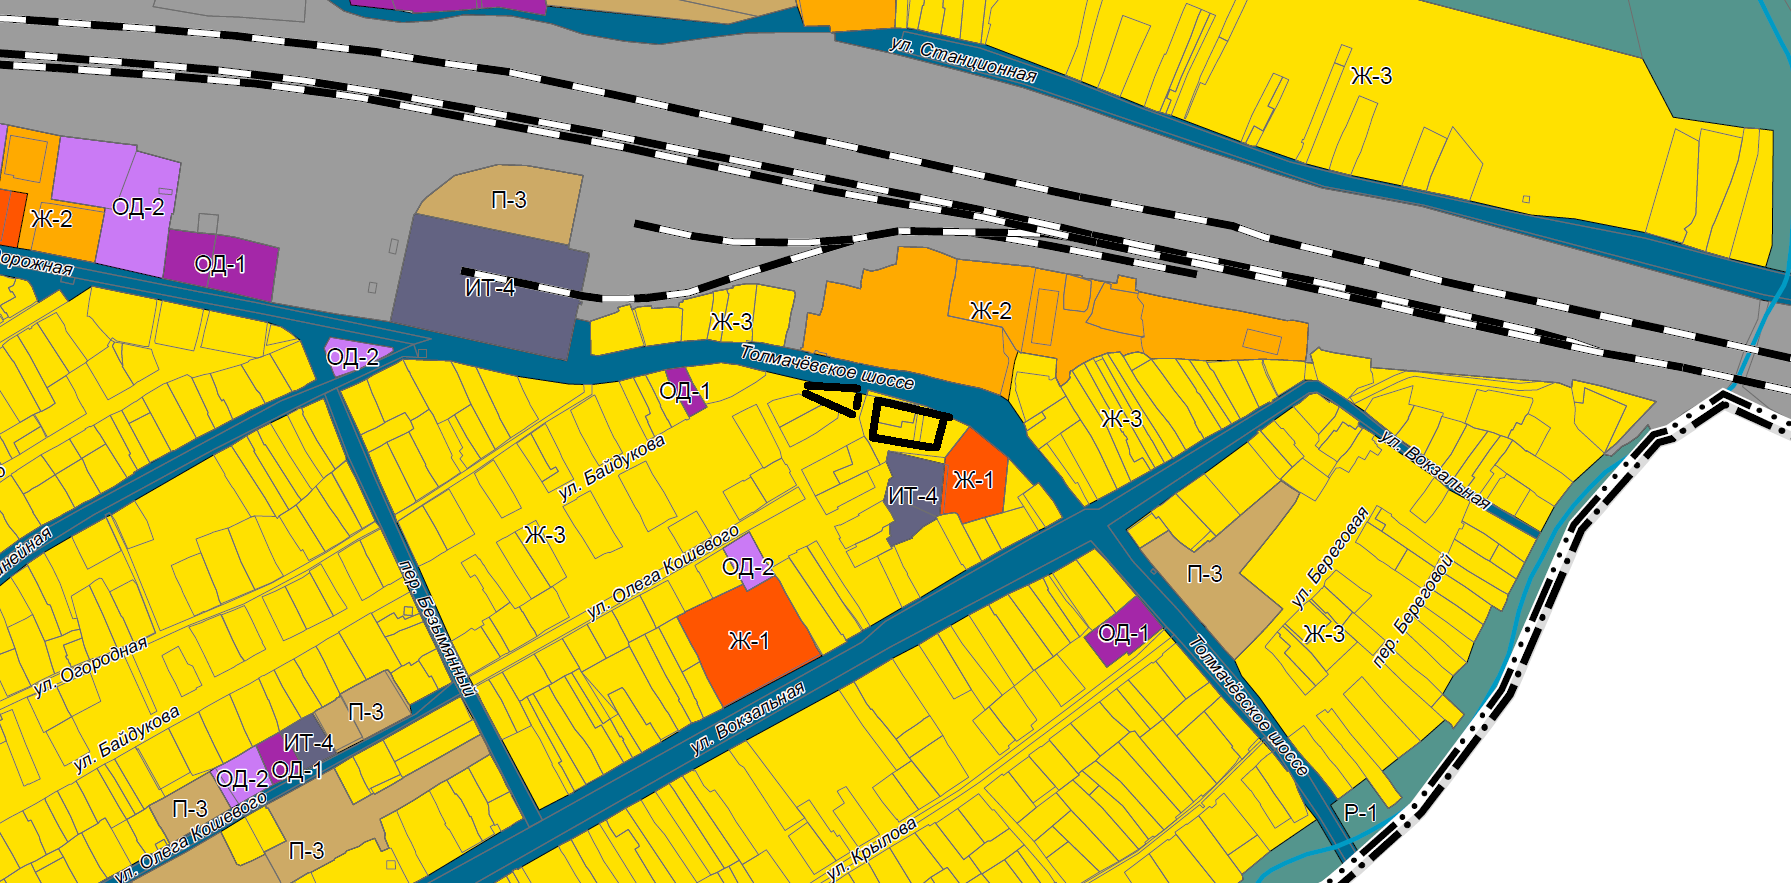 ул. Станционная
Ж-3
П-3
ОД-2
Ж-2
ОД-1
орожная
ИТ-4
Ж-3
Ж-2
Толмачёвское шоссе
ОД-2
ОД-1
Ж-3
ул. Байдукова
ул. Вокзальная
ИТ-4
Ж-1
Ж-3
нейная
ул. Олега Кошевого
ОД-2
пер. Безымянный
П-3
ул. Береговая
пер. Береговой
Ж-1
ОД-1
Ж-3
ул. Огородная
Толмачёвское шоссе
ул. Байдукова
П-3
ул. Вокзальная
ИТ-4
ОД-1
ОД-2
П-3
ул. Олега Кошевого
Р-1
П-3
ул. Крылова